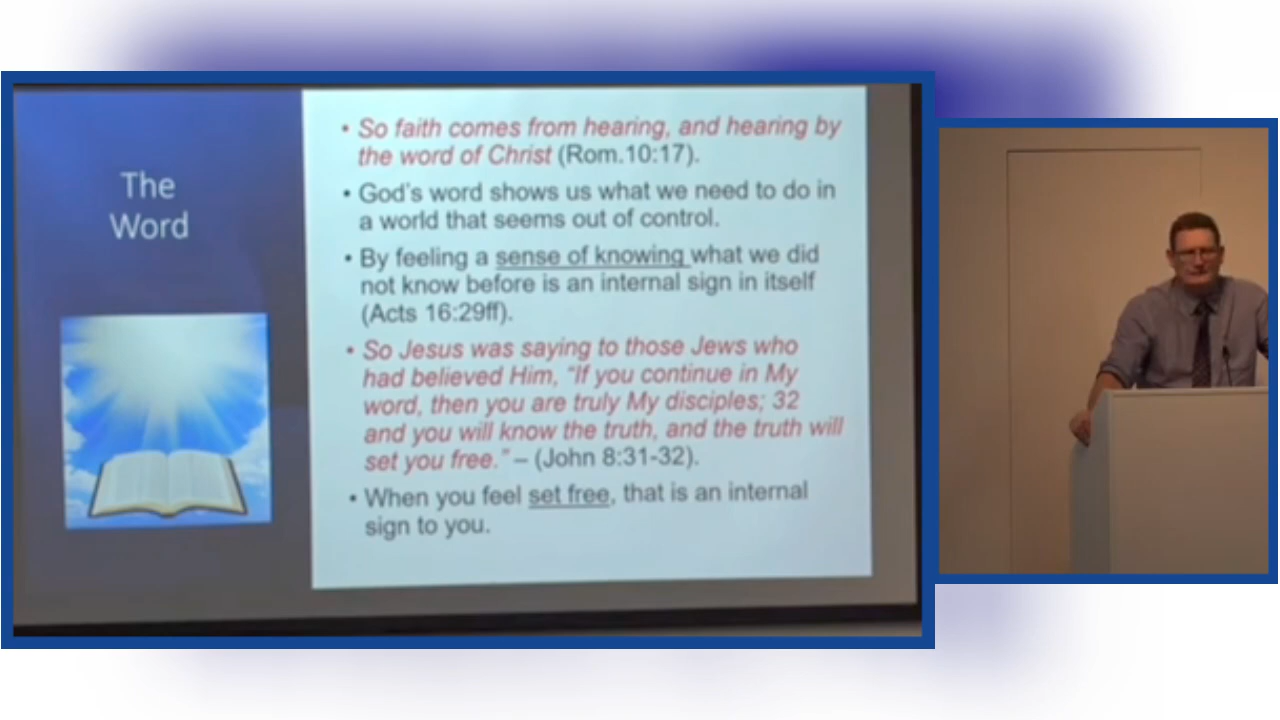 The
Word
• So faith comes from hearing, and hearing by
the word of Christ (Rom.10:17).
• God's word shows us what we need to do in
a world that seems out of control.
• By feeling a sense of knowing what we did
not know before is an internal sign in itself
(Acts 16:29ff).
• So Jesus was saying to those Jews who
had believed Him, “If you continue in My
word, then you are truly My disciples; 32
and you will know the truth, and the truth will
set you free.” – (John 8:31-32).
• When you feel set free, that is an internal
sign to you.